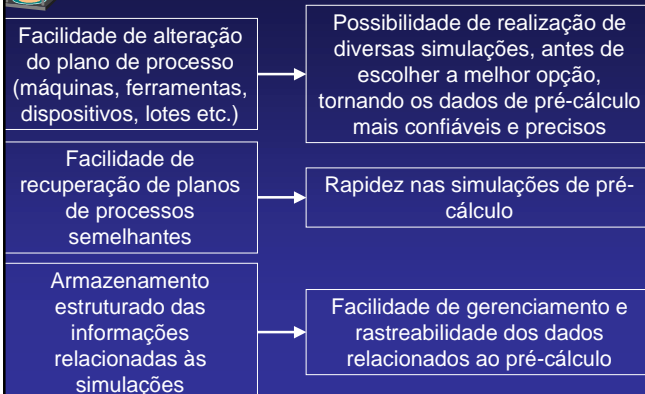 Facilidade de alteração
do plano de processo
(máquinas, ferramentas,
dispositivos, lotes etc.)
Possibilidade de realização de
diversas simulações, antes de
escolher a melhor opção,
tornando os dados de pré-cálculo
mais confiáveis e precisos
Facilidade de
recuperação de planos
de processos
semelhantes
Rapidez nas simulações de pré-
cálculo
Armazenamento
estruturado das
informações
relacionadas às
simulações
Facilidade de gerenciamento e
rastreabilidade dos dados
relacionados ao pré-cálculo